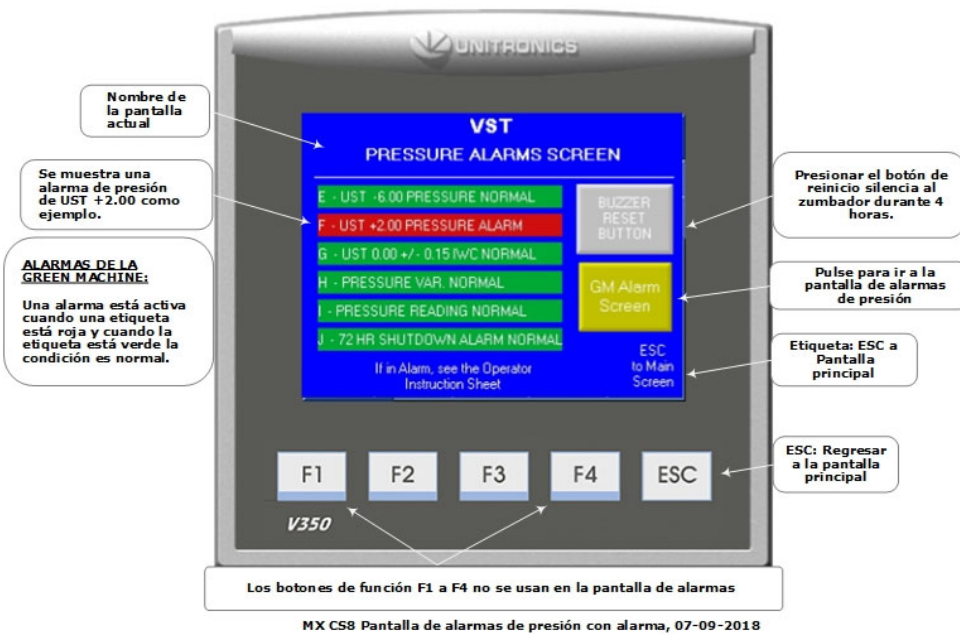 UNITRONICS
Nombre de
la pantalla
actual
VST
PRESSURE ALARMS SCREEN
Se muestra una
alarma de presión
de UST +2.00 como
ejemplo.
E - UST -6.00 PRESSURE NORMAL
F - UST +2.00 PRESSURE ALARM
G - UST 0.00 +/- 0.15 IWC NORMAL
H - PRESSURE VAR. NORMAL
I - PRESSURE READING NORMAL
J - 72 HR SHUTDOWN ALARM NORMAL
BUZZER
RESET
BUTTON
GM Alarm
Screen
If in Alarm, see the Operator
Instruction Sheet
ESC
to Main
Screen
Presionar el botón de
reinicio silencia al
zumbador durante 4
horas.
ALARMAS DE LA
GREEN MACHINE:
Una alarma está activa
cuando una etiqueta
está roja y cuando la
etiqueta está verde la
condición es normal.
Pulse para ir a la
pantalla de alarmas
de presión
Etiqueta: ESC a
Pantalla
principal
ESC: Regresar
a la pantalla
principal
F1 F2 F3 F4 ESC
V350
Los botones de función F1 a F4 no se usan en la pantalla de alarmas
MX CS8 Pantalla de alarmas de presión con alarma, 07-09-2018